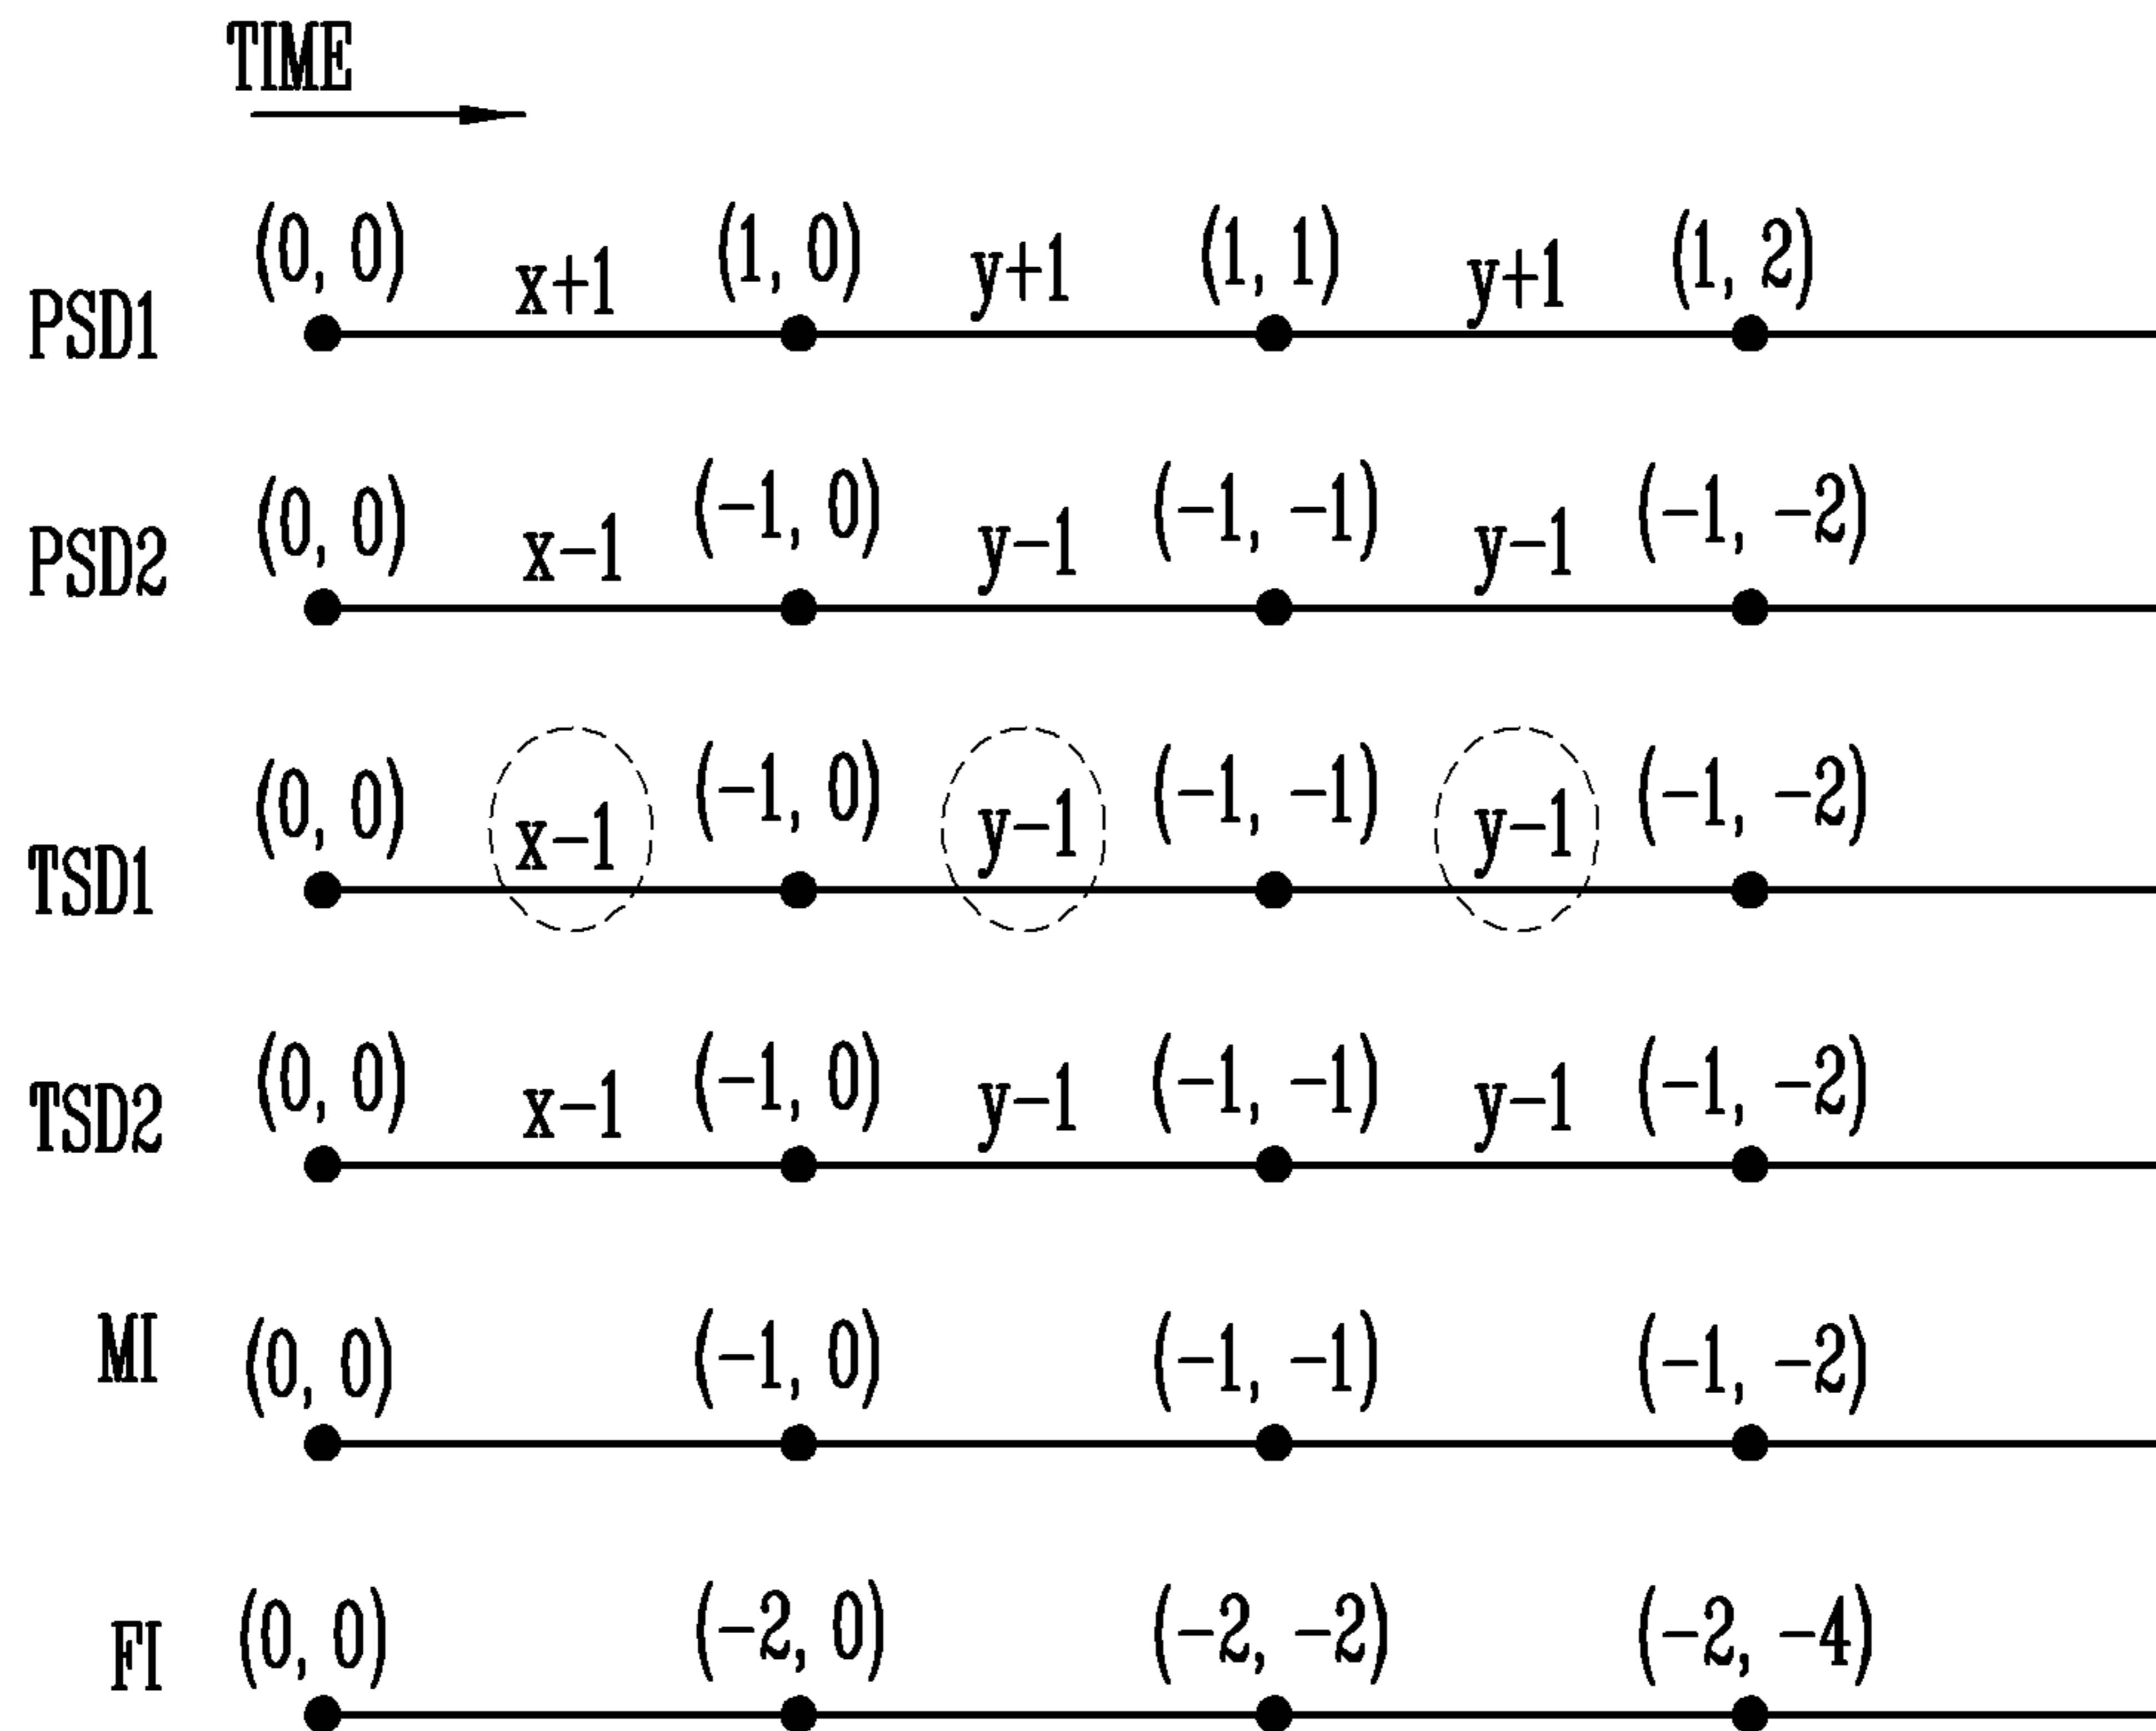 TIME
(0, 0) x+1 (1, 0) y+1 (1, 1) y+1 (1, 2)
PSD1
(0, 0) x-1 (-1, 0) y-1 (-1, -1) y-1 (-1, -2)
PSD2
(0, 0) x-1 (-1, 0) y-1 (-1, -1) y-1 (-1, -2)
TSD1
(0, 0) x-1 (-1, 0) y-1 (-1, -1) y-1 (-1, -2)
TSD2
MI (0, 0) (-1, 0) (-1, -1) (-1, -2)
FI (0, 0) (-2, 0) (-2, -2) (-2, -4)